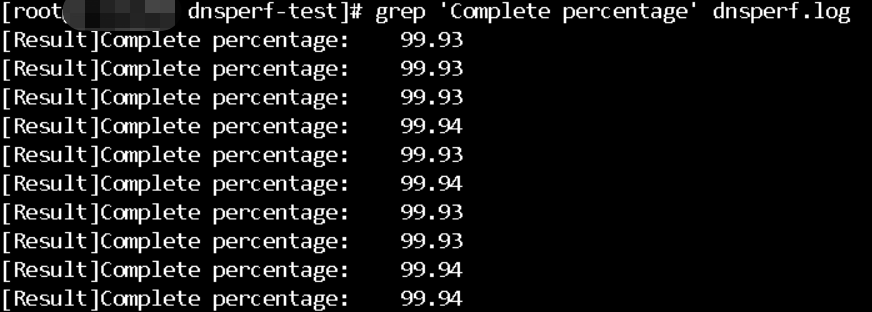 [root dnsperf-test]# grep 'Complete percentage' dnsperf.log
[Result]Complete percentage: 99.93
[Result]Complete percentage: 99.93
[Result]Complete percentage: 99.93
[Result]Complete percentage: 99.94
[Result]Complete percentage: 99.93
[Result]Complete percentage: 99.94
[Result]Complete percentage: 99.93
[Result]Complete percentage: 99.93
[Result]Complete percentage: 99.94
[Result]Complete percentage: 99.94